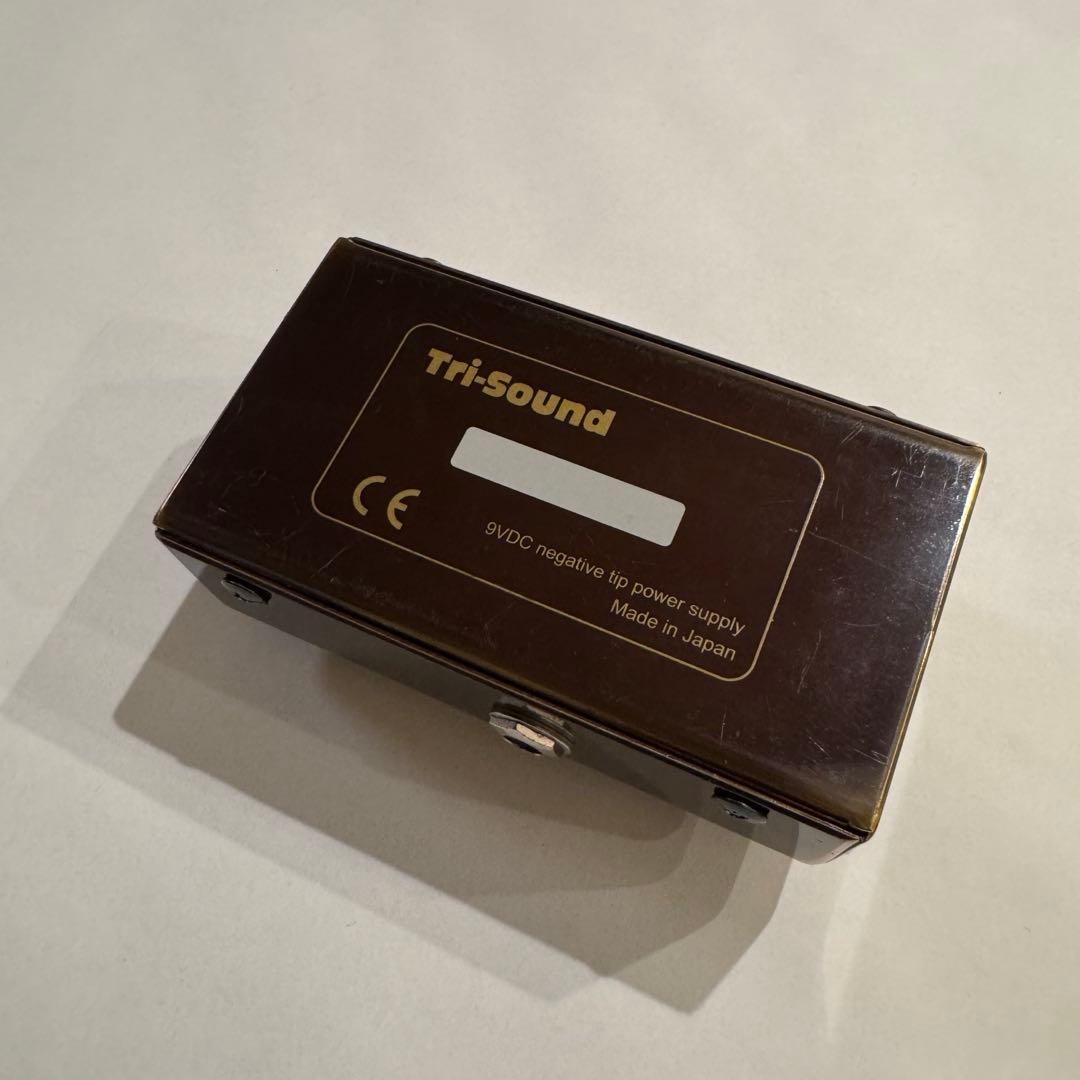 Tri-Sound
CE
9VDC negative tip power supply
Made in Japan